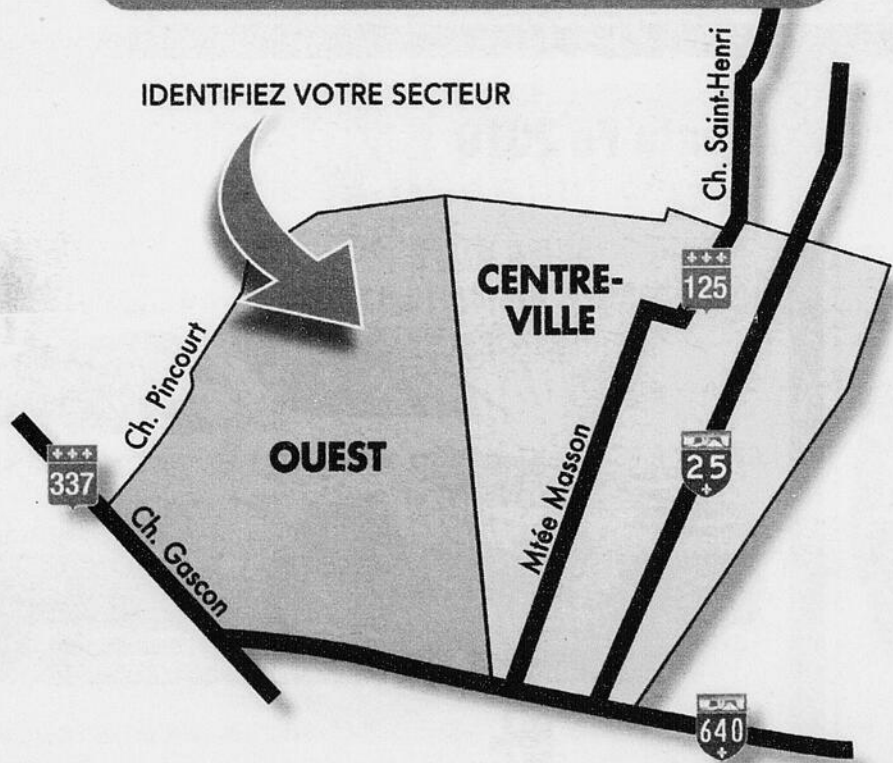 IDENTIFIEZ VOTRE SECTEUR
Ch. Saint-Henri
CENTRE-
VILLE
125
Ch. Pincourt
OUEST
337
25
Mtée Masson
Ch. Gascon
640